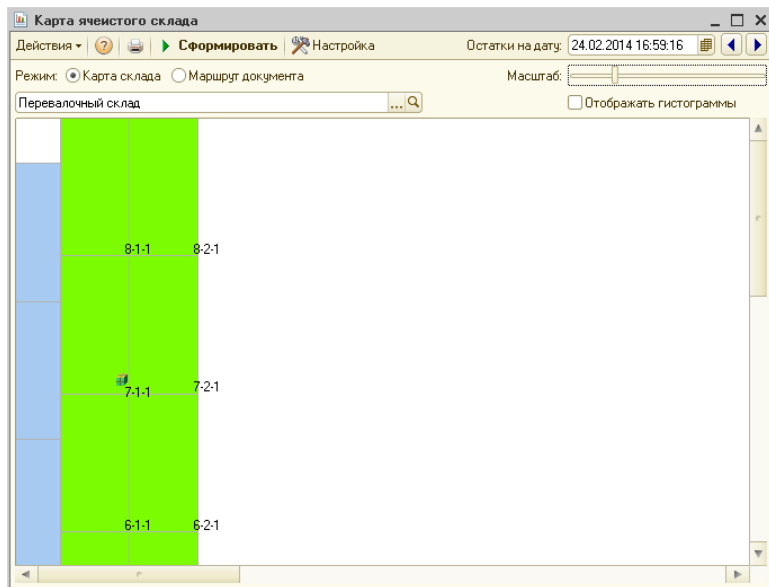 Карта ячеистого склада
Действия ? Сформировать Настройка Остатки на дату: 24.02.2014 16:59:16
Режим: Карта склада Маршрут документа Масштаб:
Перевалочный склад ... Отображать гистограммы
8-1-1 8-2-1
7-1-1 7-2-1
6-1-1 6-2-1